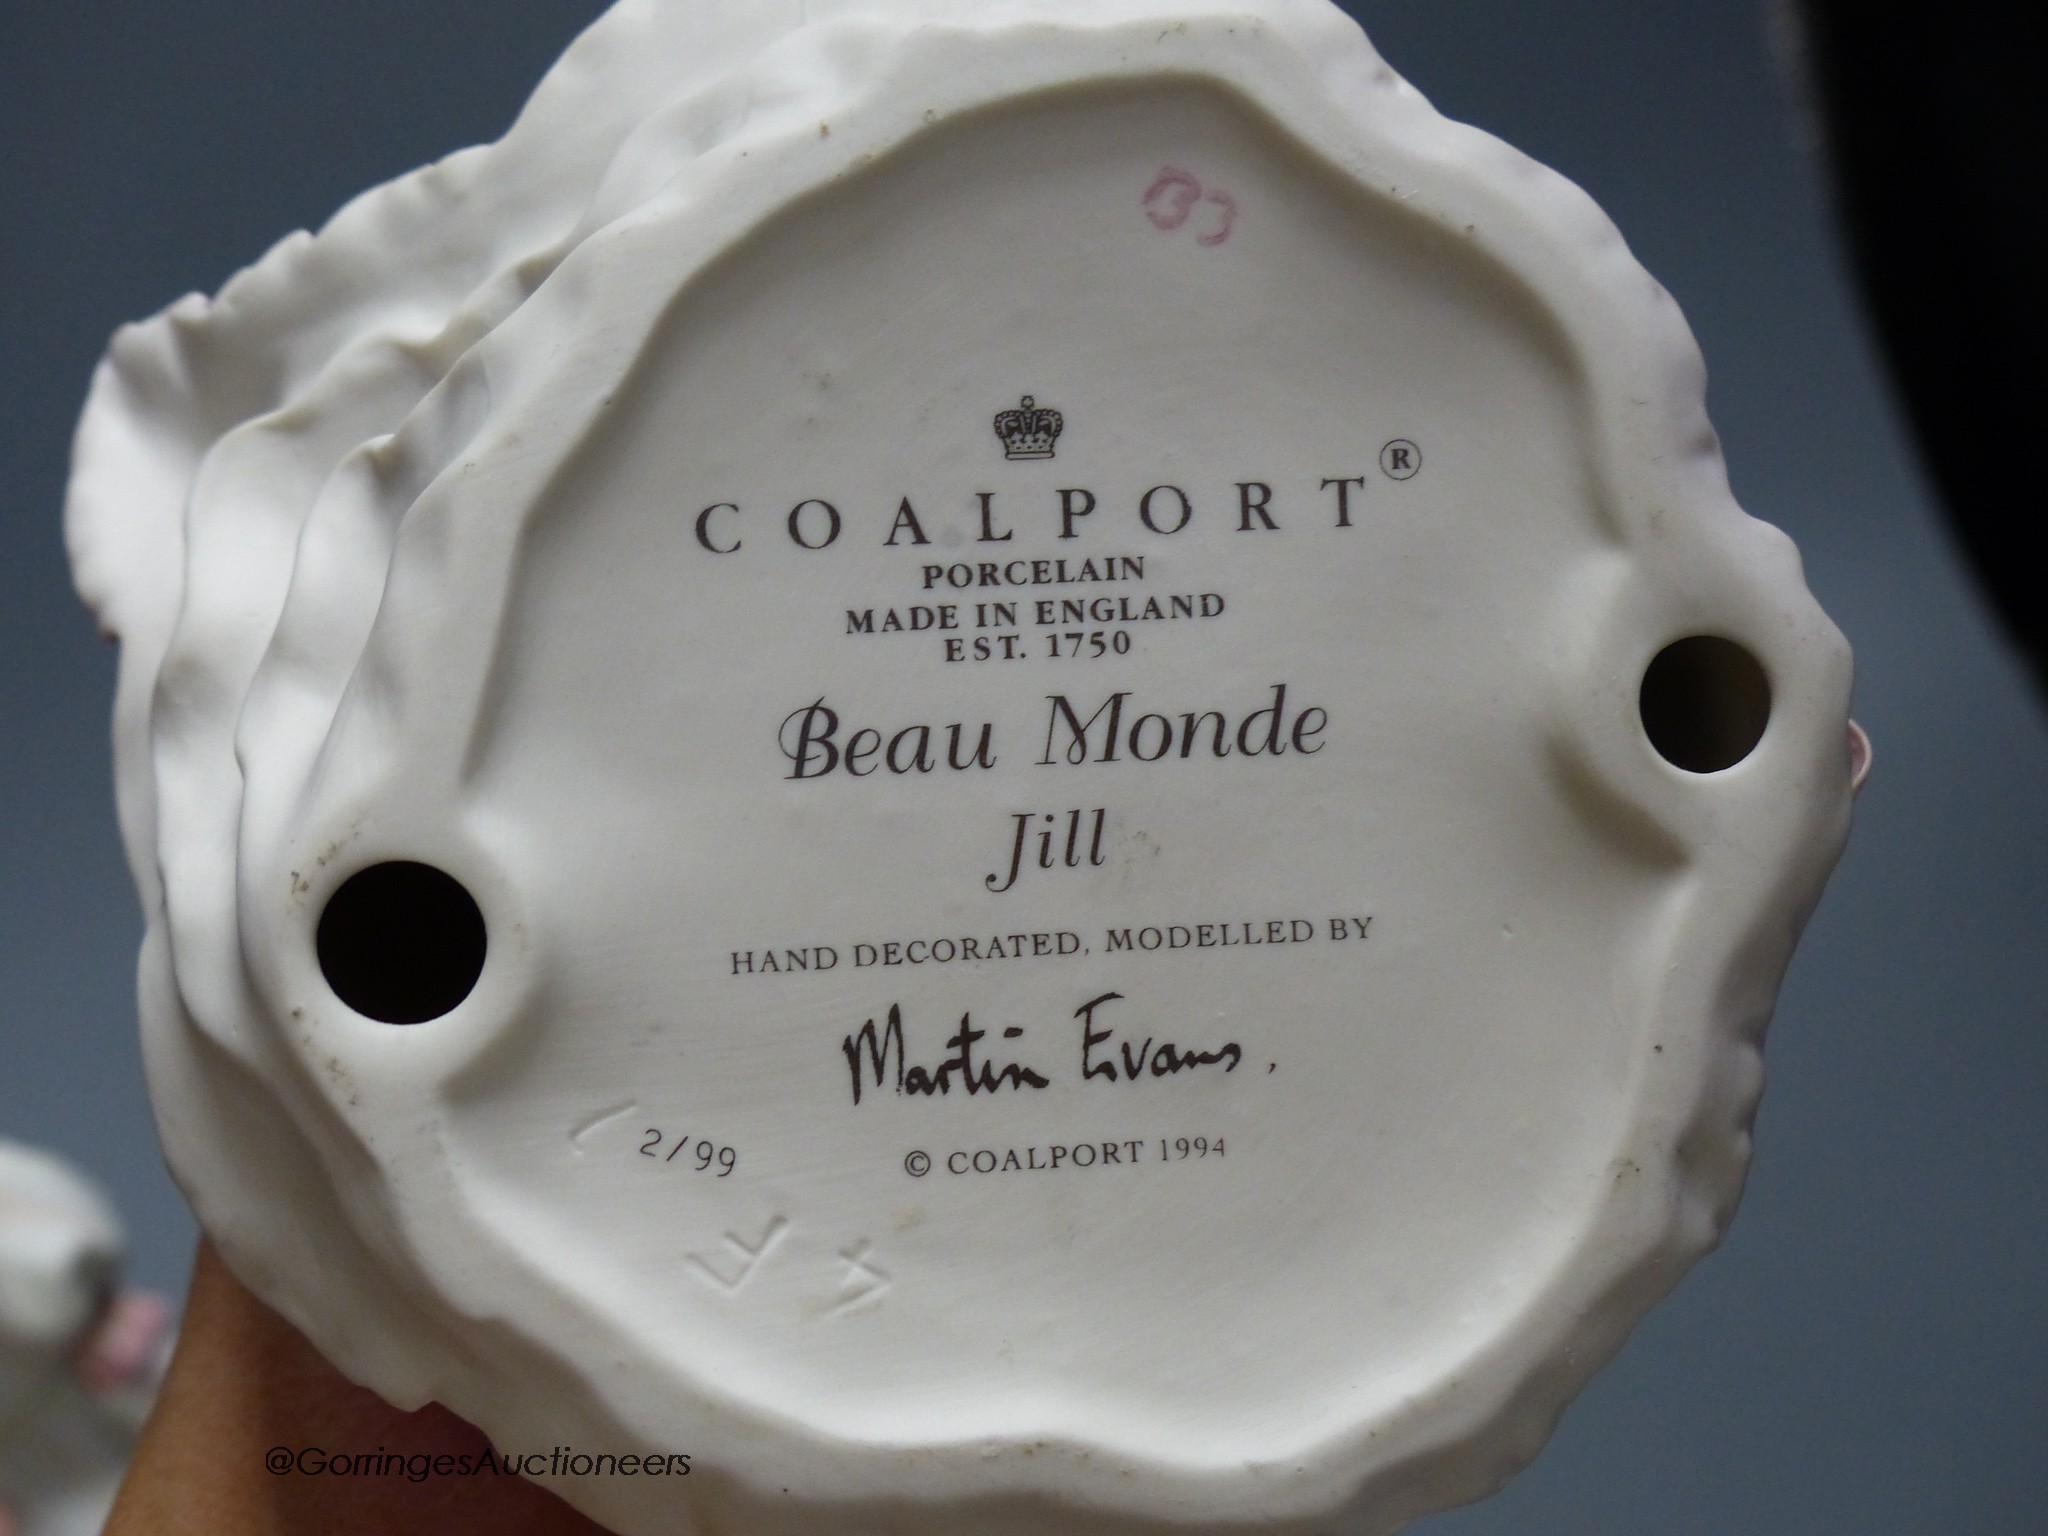 COALPORT®
PORCELAIN
MADE IN ENGLAND
EST. 1750
Beau Monde
Jill
HAND DECORATED, MODELLED BY
Martin Evans.
2/99
© COALPORT 1994
@GorringesAuctioneers